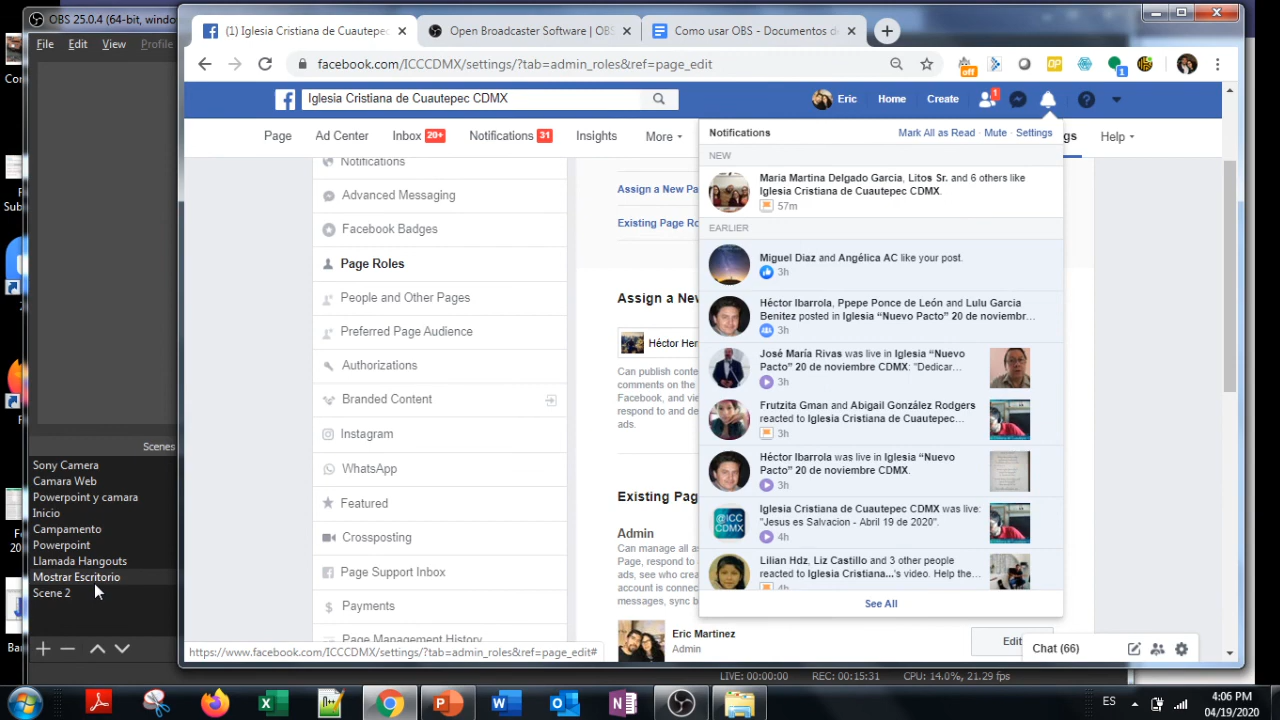 OBS 25.0.4 (64-bit, windo
File Edit View Profile
Scenes
Sony Camera
Camara Web
Powerpoint y camara
Inicio
Campamento
Powerpoint
Llamada Hangouts
Mostrar Escritorio
Scene 2
(1) Iglesia Cristiana de Cuautepec
Open Broadcaster Software | OBS
Como usar OBS - Documentos d
facebook.com/ICCCDMX/settings/?tab=admin_roles&ref=page_edit
off
OP
1
Iglesia Cristiana de Cuautepec CDMX
Eric Home Create 1
Page Ad Center Inbox 20+ Notifications 31 Insights More
gs Help
Notifications
Advanced Messaging
Facebook Badges
Page Roles
People and Other Pages
Preferred Page Audience
Authorizations
Branded Content
Instagram
WhatsApp
Featured
Crossposting
Page Support Inbox
Payments
Page Management History
Assign a New Pa
Existing Page Ro
Assign a Nev
Héctor Her
Can publish conte
comments on the
Facebook, and vie
respond to and de
ads.
Existing Pag
Admin
Can manage all as
Page, respond to
ads, see who crea
account is connec
messages, sync b
Eric Martinez
Admin
Edit
Notifications
Mark All as Read · Mute · Settings
NEW
Maria Martina Delgado Garcia, Litos Sr. and 6 others like
Iglesia Cristiana de Cuautepec CDMX.
57m
EARLIER
Miguel Diaz and Angélica AC like your post.
3h
Héctor Ibarrola, Ppepe Ponce de León and Lulu Garcia
Benitez posted in Iglesia “Nuevo Pacto” 20 de noviembr...
3h
José María Rivas was live in Iglesia “Nuevo
Pacto” 20 de noviembre CDMX: "Dedicar...
3h
Frutzita Gman and Abigail González Rodgers
reacted to Iglesia Cristiana de Cuautepec...
3h
Héctor Ibarrola was live in Iglesia “Nuevo
Pacto” 20 de noviembre CDMX.
3h
@ICC
CDMX
Iglesia Cristiana de Cuautepec CDMX was live:
"Jesus es Salvacion - Abril 19 de 2020".
4h
Lilian Hdz, Liz Castillo and 3 other people
reacted to Iglesia Cristiana...'s video. Help the...
4h
See All
Chat (66)
https://www.facebook.com/ICCCDMX/settings/?tab=admin_roles&ref=page_edit#
LIVE: 00:00:00 REC: 00:15:31 CPU: 14.0%, 21.29 fps
ES
4:06 PM
04/19/2020